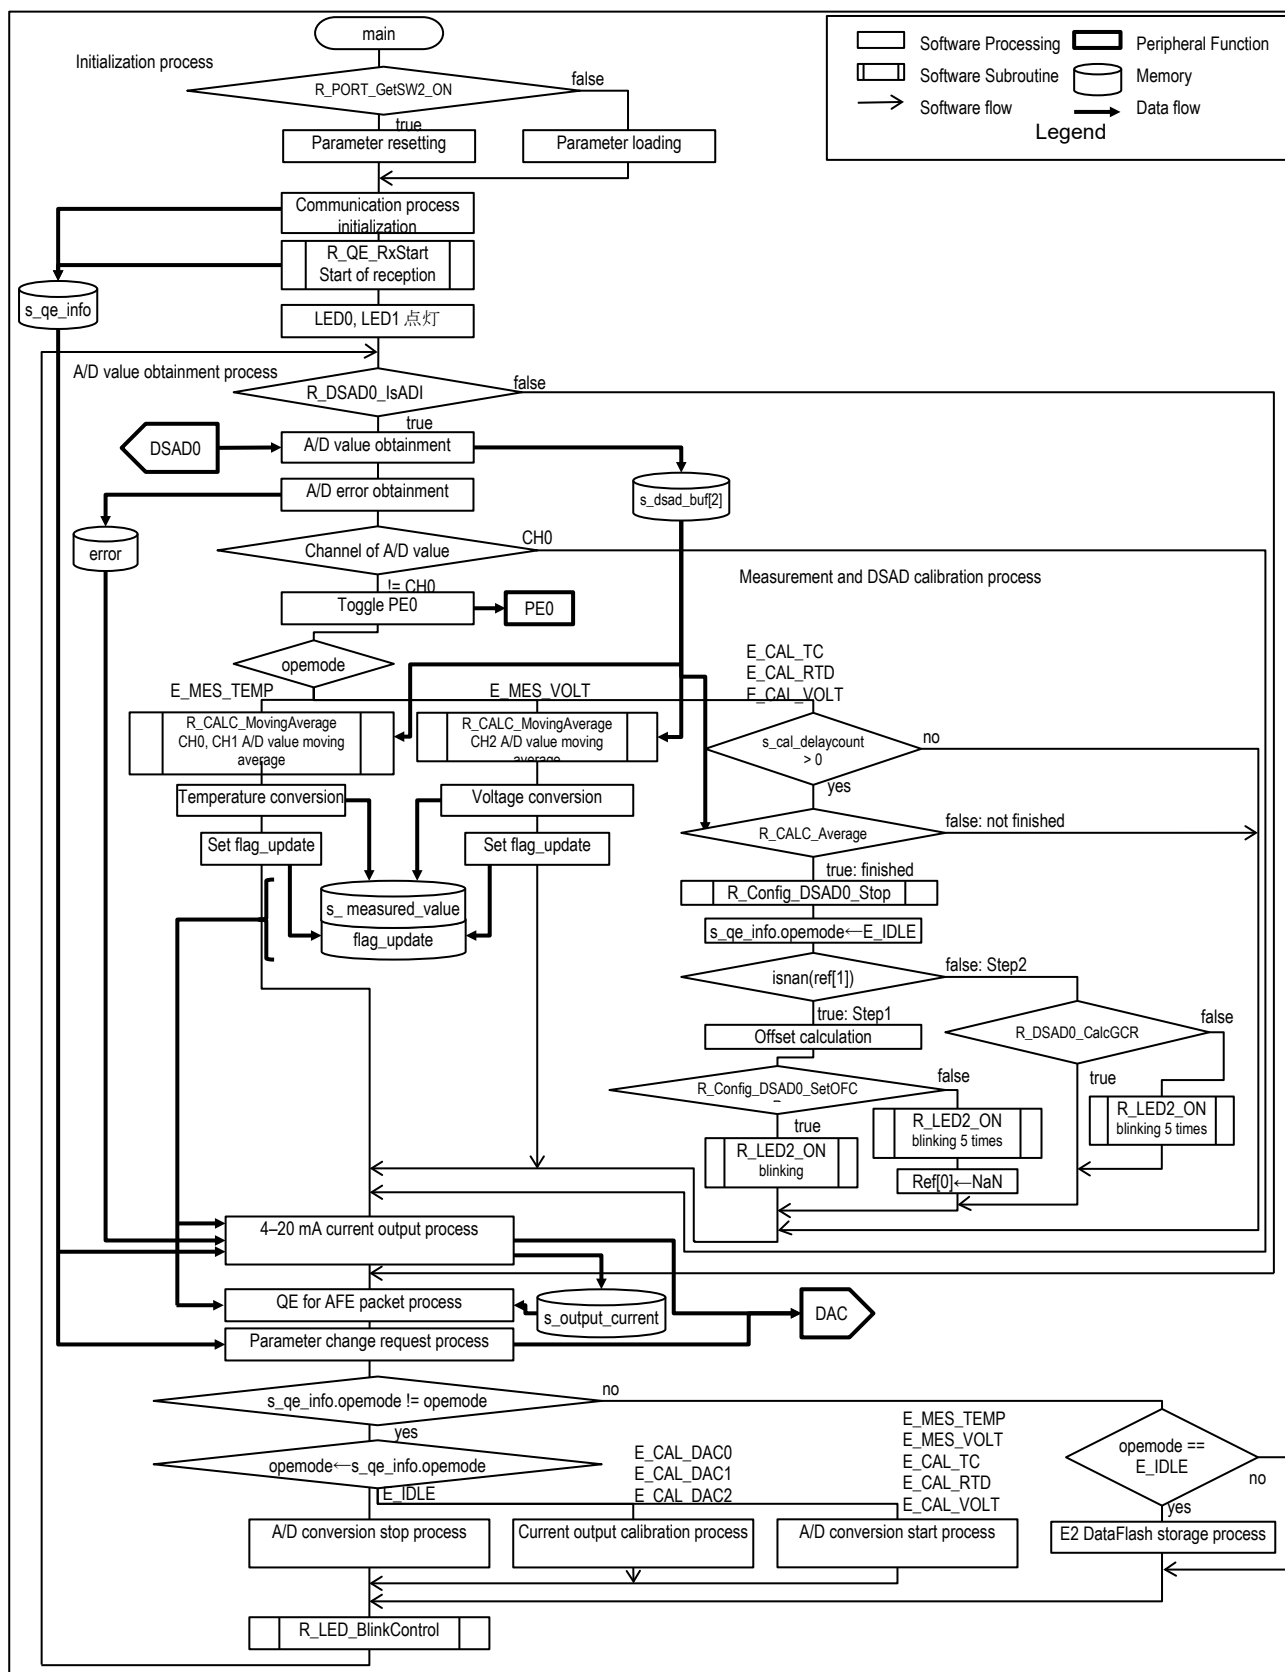 main
Initialization process
R_PORT_GetSW2_ON
false
true
Parameter resetting
Parameter loading
Software Processing
Peripheral Function
Software Subroutine
Memory
Software flow
Data flow
Legend
Communication process
initialization
R_QE_RxStart
Start of reception
s_qe_info
LED0, LED1 点灯
A/D value obtainment process
R_DSAD0_IsADI
false
true
DSAD0
A/D value obtainment
A/D error obtainment
s_dsad_buf[2]
error
Channel of A/D value
CH0
!= CH0
Measurement and DSAD calibration process
Toggle PE0
PE0
opemode
E_MES_TEMP
E_MES_VOLT
E_CAL_TC
E_CAL_RTD
E_CAL_VOLT
R_CALC_MovingAverage
CH0, CH1 A/D value moving
average
R_CALC_MovingAverage
CH2 A/D value moving
average
s_cal_delaycount
> 0
no
yes
Temperature conversion
Voltage conversion
R_CALC_Average
false: not finished
Set flag_update
Set flag_update
true: finished
R_Config_DSAD0_Stop
s_ measured_value
flag_update
s_qe_info.opemode←E_IDLE
isnan(ref[1])
false: Step2
true: Step1
Offset calculation
R_DSAD0_CalcGCR
false
true
R_Config_DSAD0_SetOFC
false
true
R_LED2_ON
blinking 5 times
R_LED2_ON
blinking 5 times
R_LED2_ON
blinking
Ref[0]←NaN
4–20 mA current output process
QE for AFE packet process
s_output_current
DAC
Parameter change request process
s_qe_info.opemode != opemode
no
yes
opemode←s_qe_info.opemode
E_IDLE
E_CAL_DAC0
E_CAL_DAC1
E_CAL_DAC2
E_MES_TEMP
E_MES_VOLT
E_CAL_TC
E_CAL_RTD
E_CAL_VOLT
opemode ==
E_IDLE
no
yes
A/D conversion stop process
Current output calibration process
A/D conversion start process
E2 DataFlash storage process
R_LED_BlinkControl